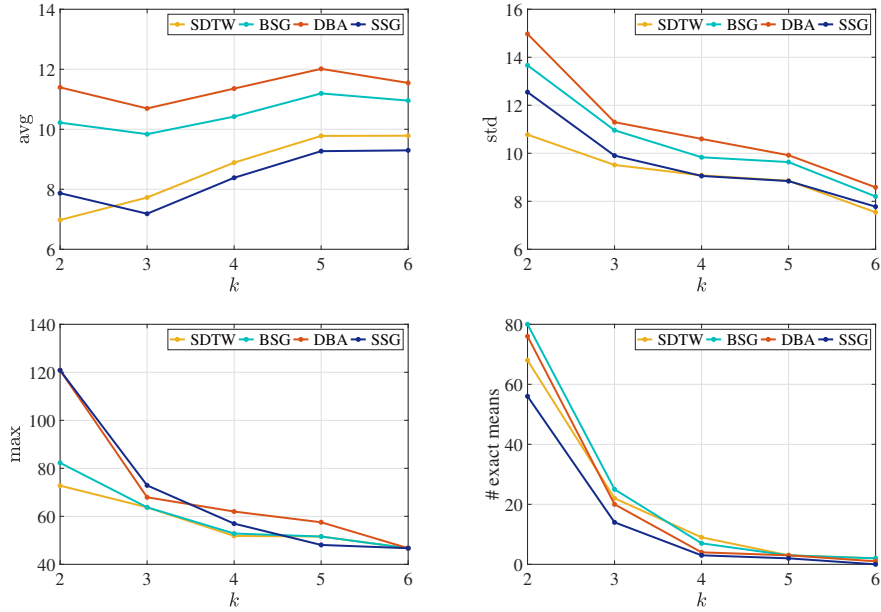 14
12
10
8
6
avg
SDTW BSG DBA SSG
2 3 4 5 6
k
16
14
12
10
8
6
std
SDTW BSG DBA SSG
2 3 4 5 6
k
140
120
100
80
60
40
max
SDTW BSG DBA SSG
2 3 4 5 6
k
80
60
40
20
0
# exact means
SDTW BSG DBA SSG
2 3 4 5 6
k